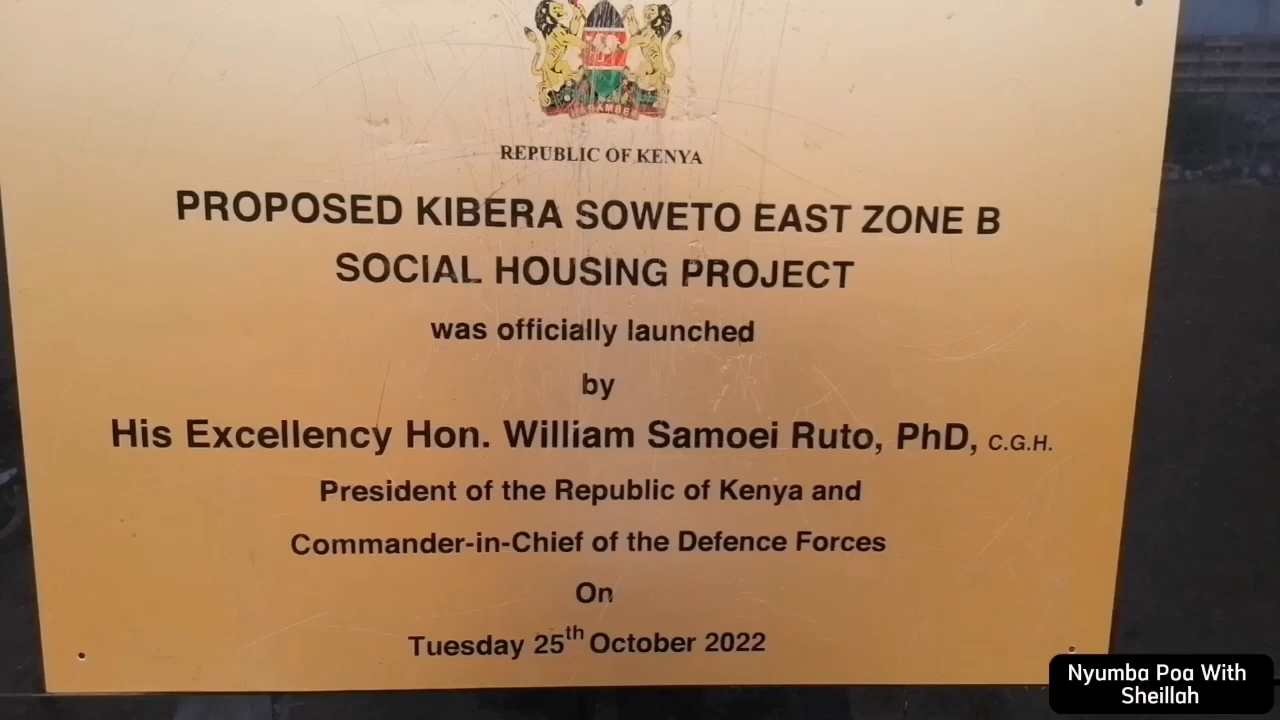 HARAMBEE
REPUBLIC OF KENYA
PROPOSED KIBERA SOWETO EAST ZONE B
SOCIAL HOUSING PROJECT
was officially launched
by
His Excellency Hon. William Samoei Ruto, PhD, C.G.H.
President of the Republic of Kenya and
Commander-in-Chief of the Defence Forces
On
Tuesday 25th October 2022
Nyumba Poa With
Sheillah